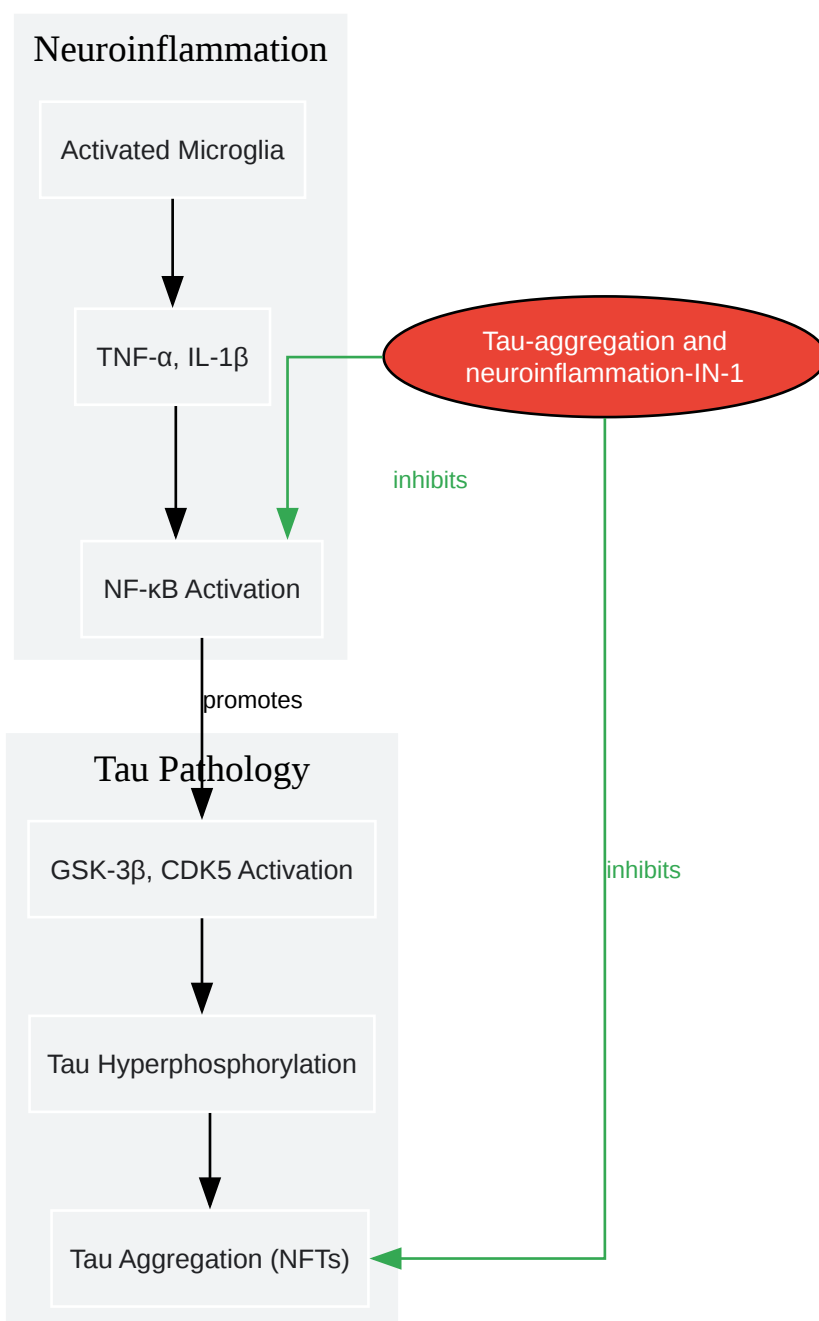 Neuroinflammation
Activated Microglia
TNF-α, IL-1β
Tau-aggregation and
neuroinflammation-IN-1
inhibits
NF-κB Activation
promotes
Tau Pathology
GSK-3β, CDK5 Activation
inhibits
Tau Hyperphosphorylation
Tau Aggregation (NFTs)